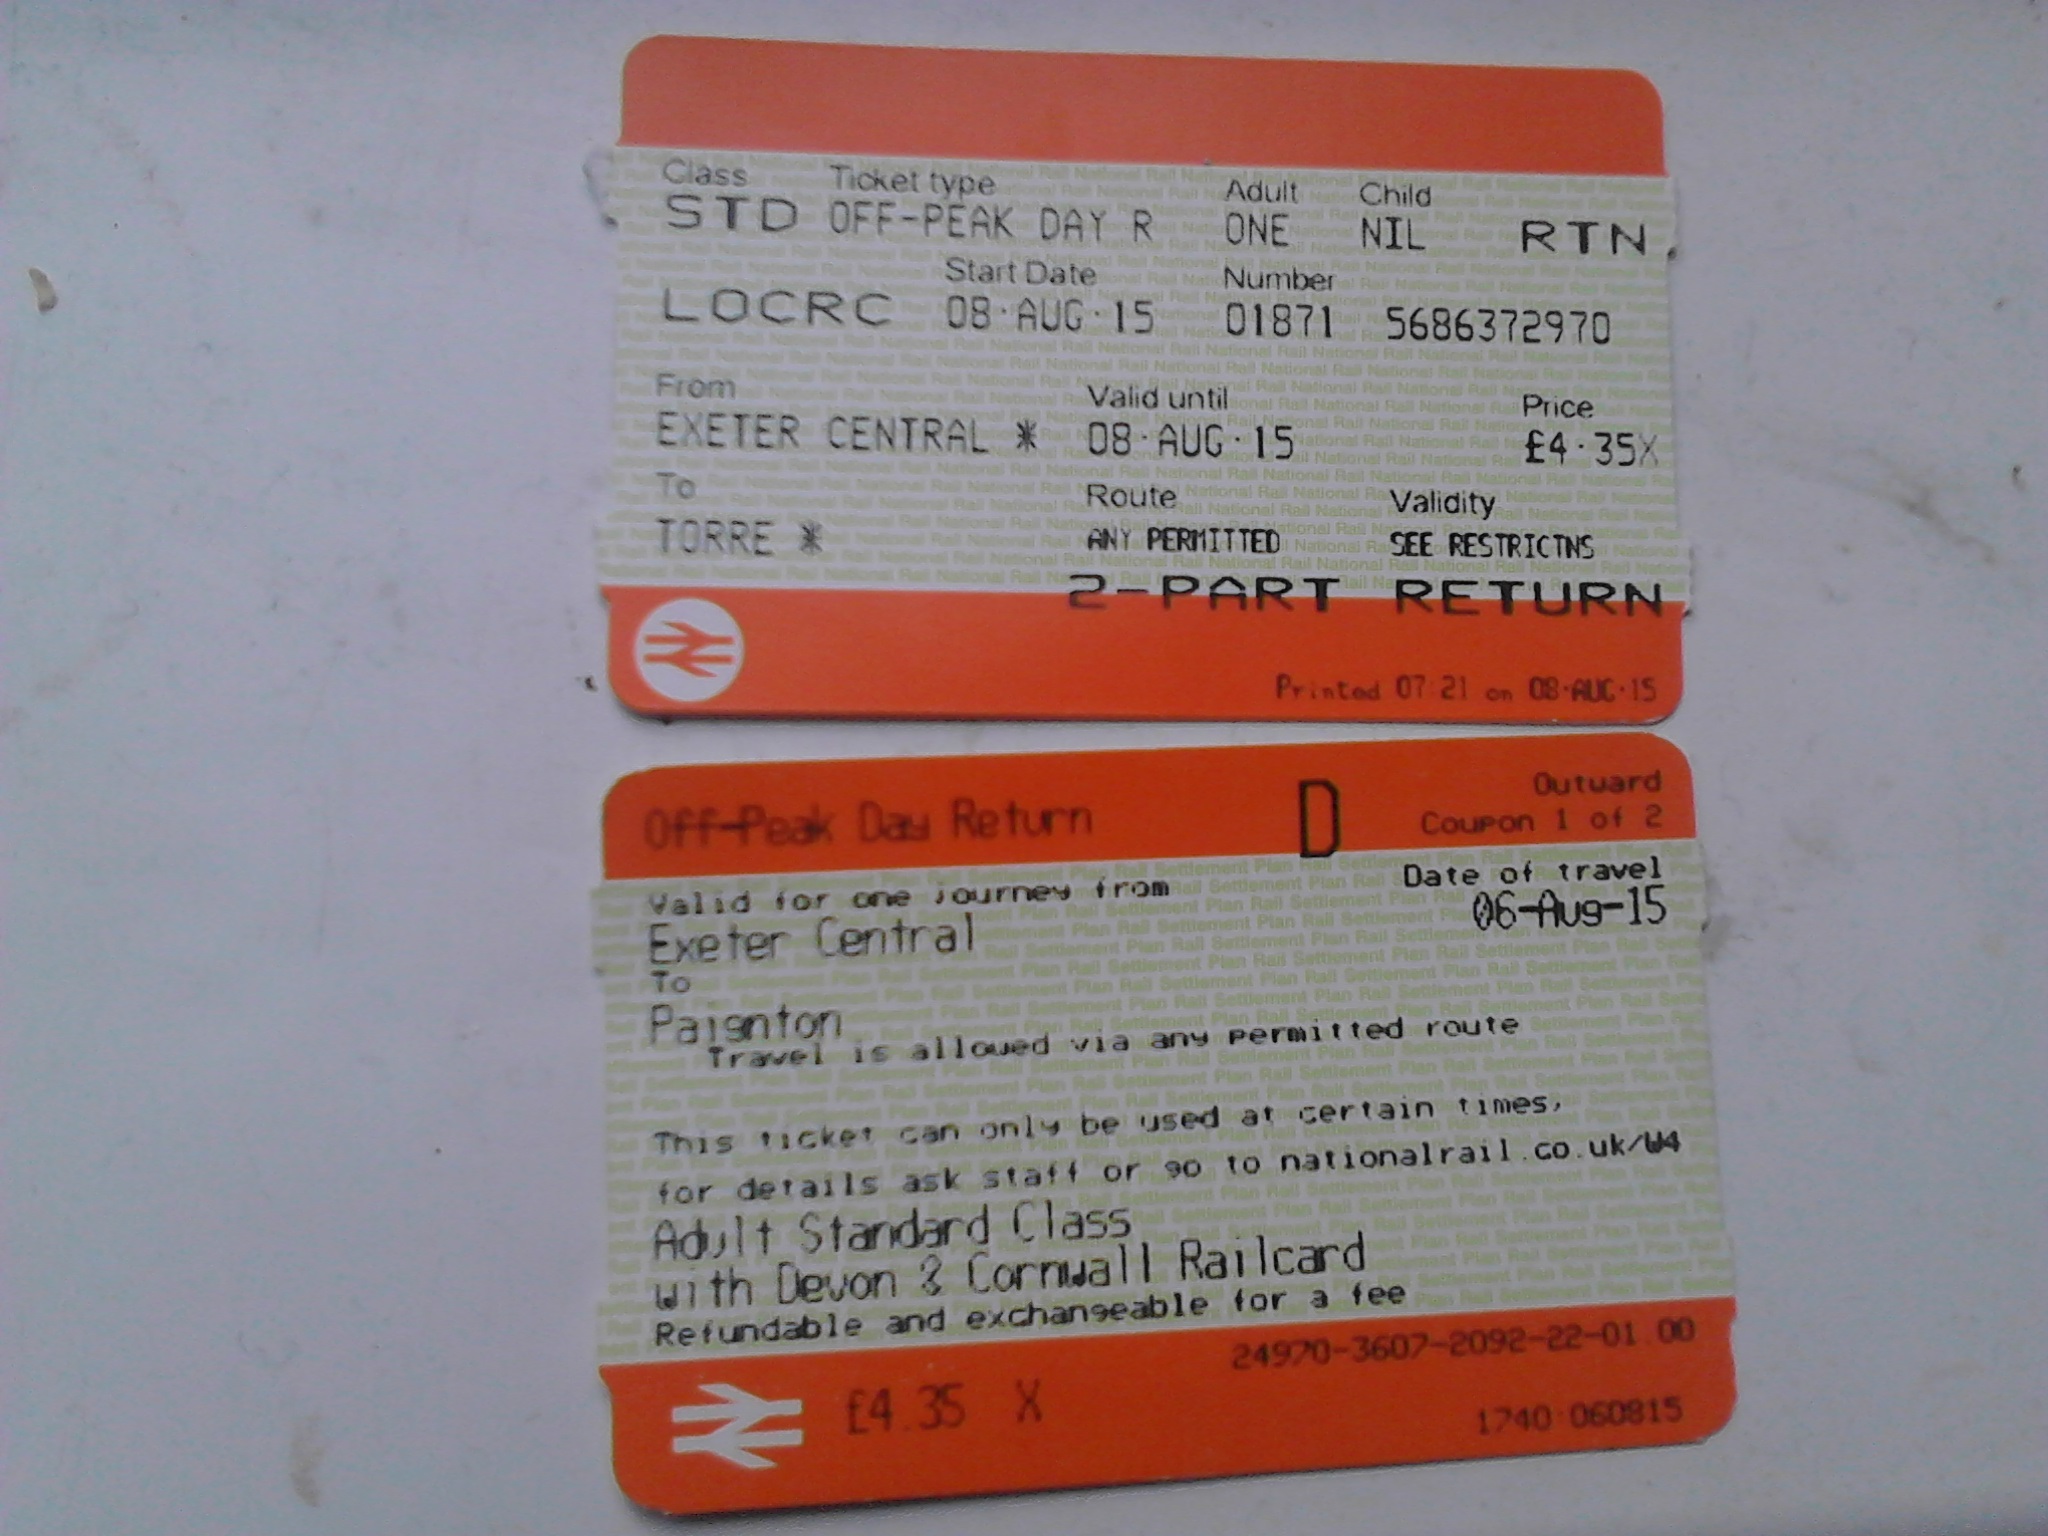 Class Ticket type Adult Child
STD OFF-PEAK DAY R ONE NIL RTN
Start Date Number
LOCRC 08·AUG·15 01871 5686372970
From Valid until Price
EXETER CENTRAL * 08·AUG·15 £4·35X
To Route Validity
TORRE * ANY PERMITTED SEE RESTRICTNS
2-PART RETURN
Printed 07:21 on 08·AUG·15
Off-Peak Day Return D Outward
Coupon 1 of 2
Valid for one journey from Date of travel
Exeter Central 06-Aug-15
To
Paignton
Travel is allowed via any permitted route
This ticket can only be used at certain times,
for details ask staff or go to nationalrail.co.uk/W4
Adult Standard Class
with Devon & Cornwall Railcard
Refundable and exchangeable for a fee
24970-3607-2092-22-01 00
£4.35 X
1740 060815